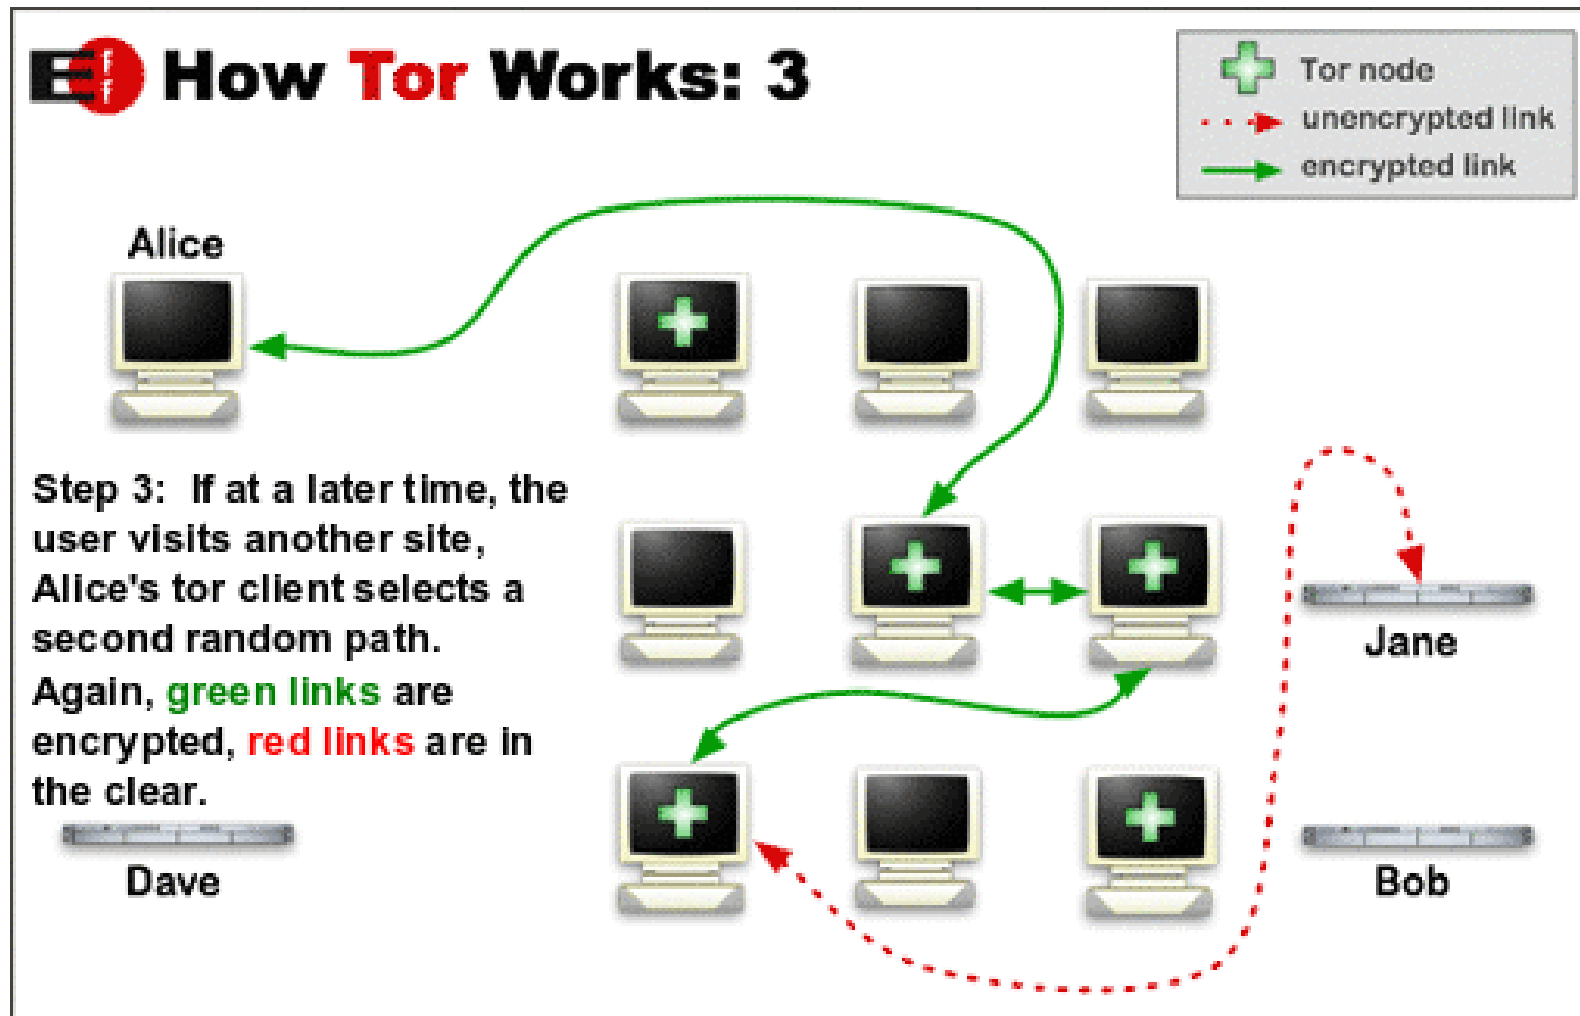 EFF How Tor Works: 3
Tor node
unencrypted link
encrypted link
Alice
Step 3: If at a later time, the
user visits another site,
Alice's tor client selects a
second random path.
Again, green links are
encrypted, red links are in
the clear.
Dave
Jane
Bob